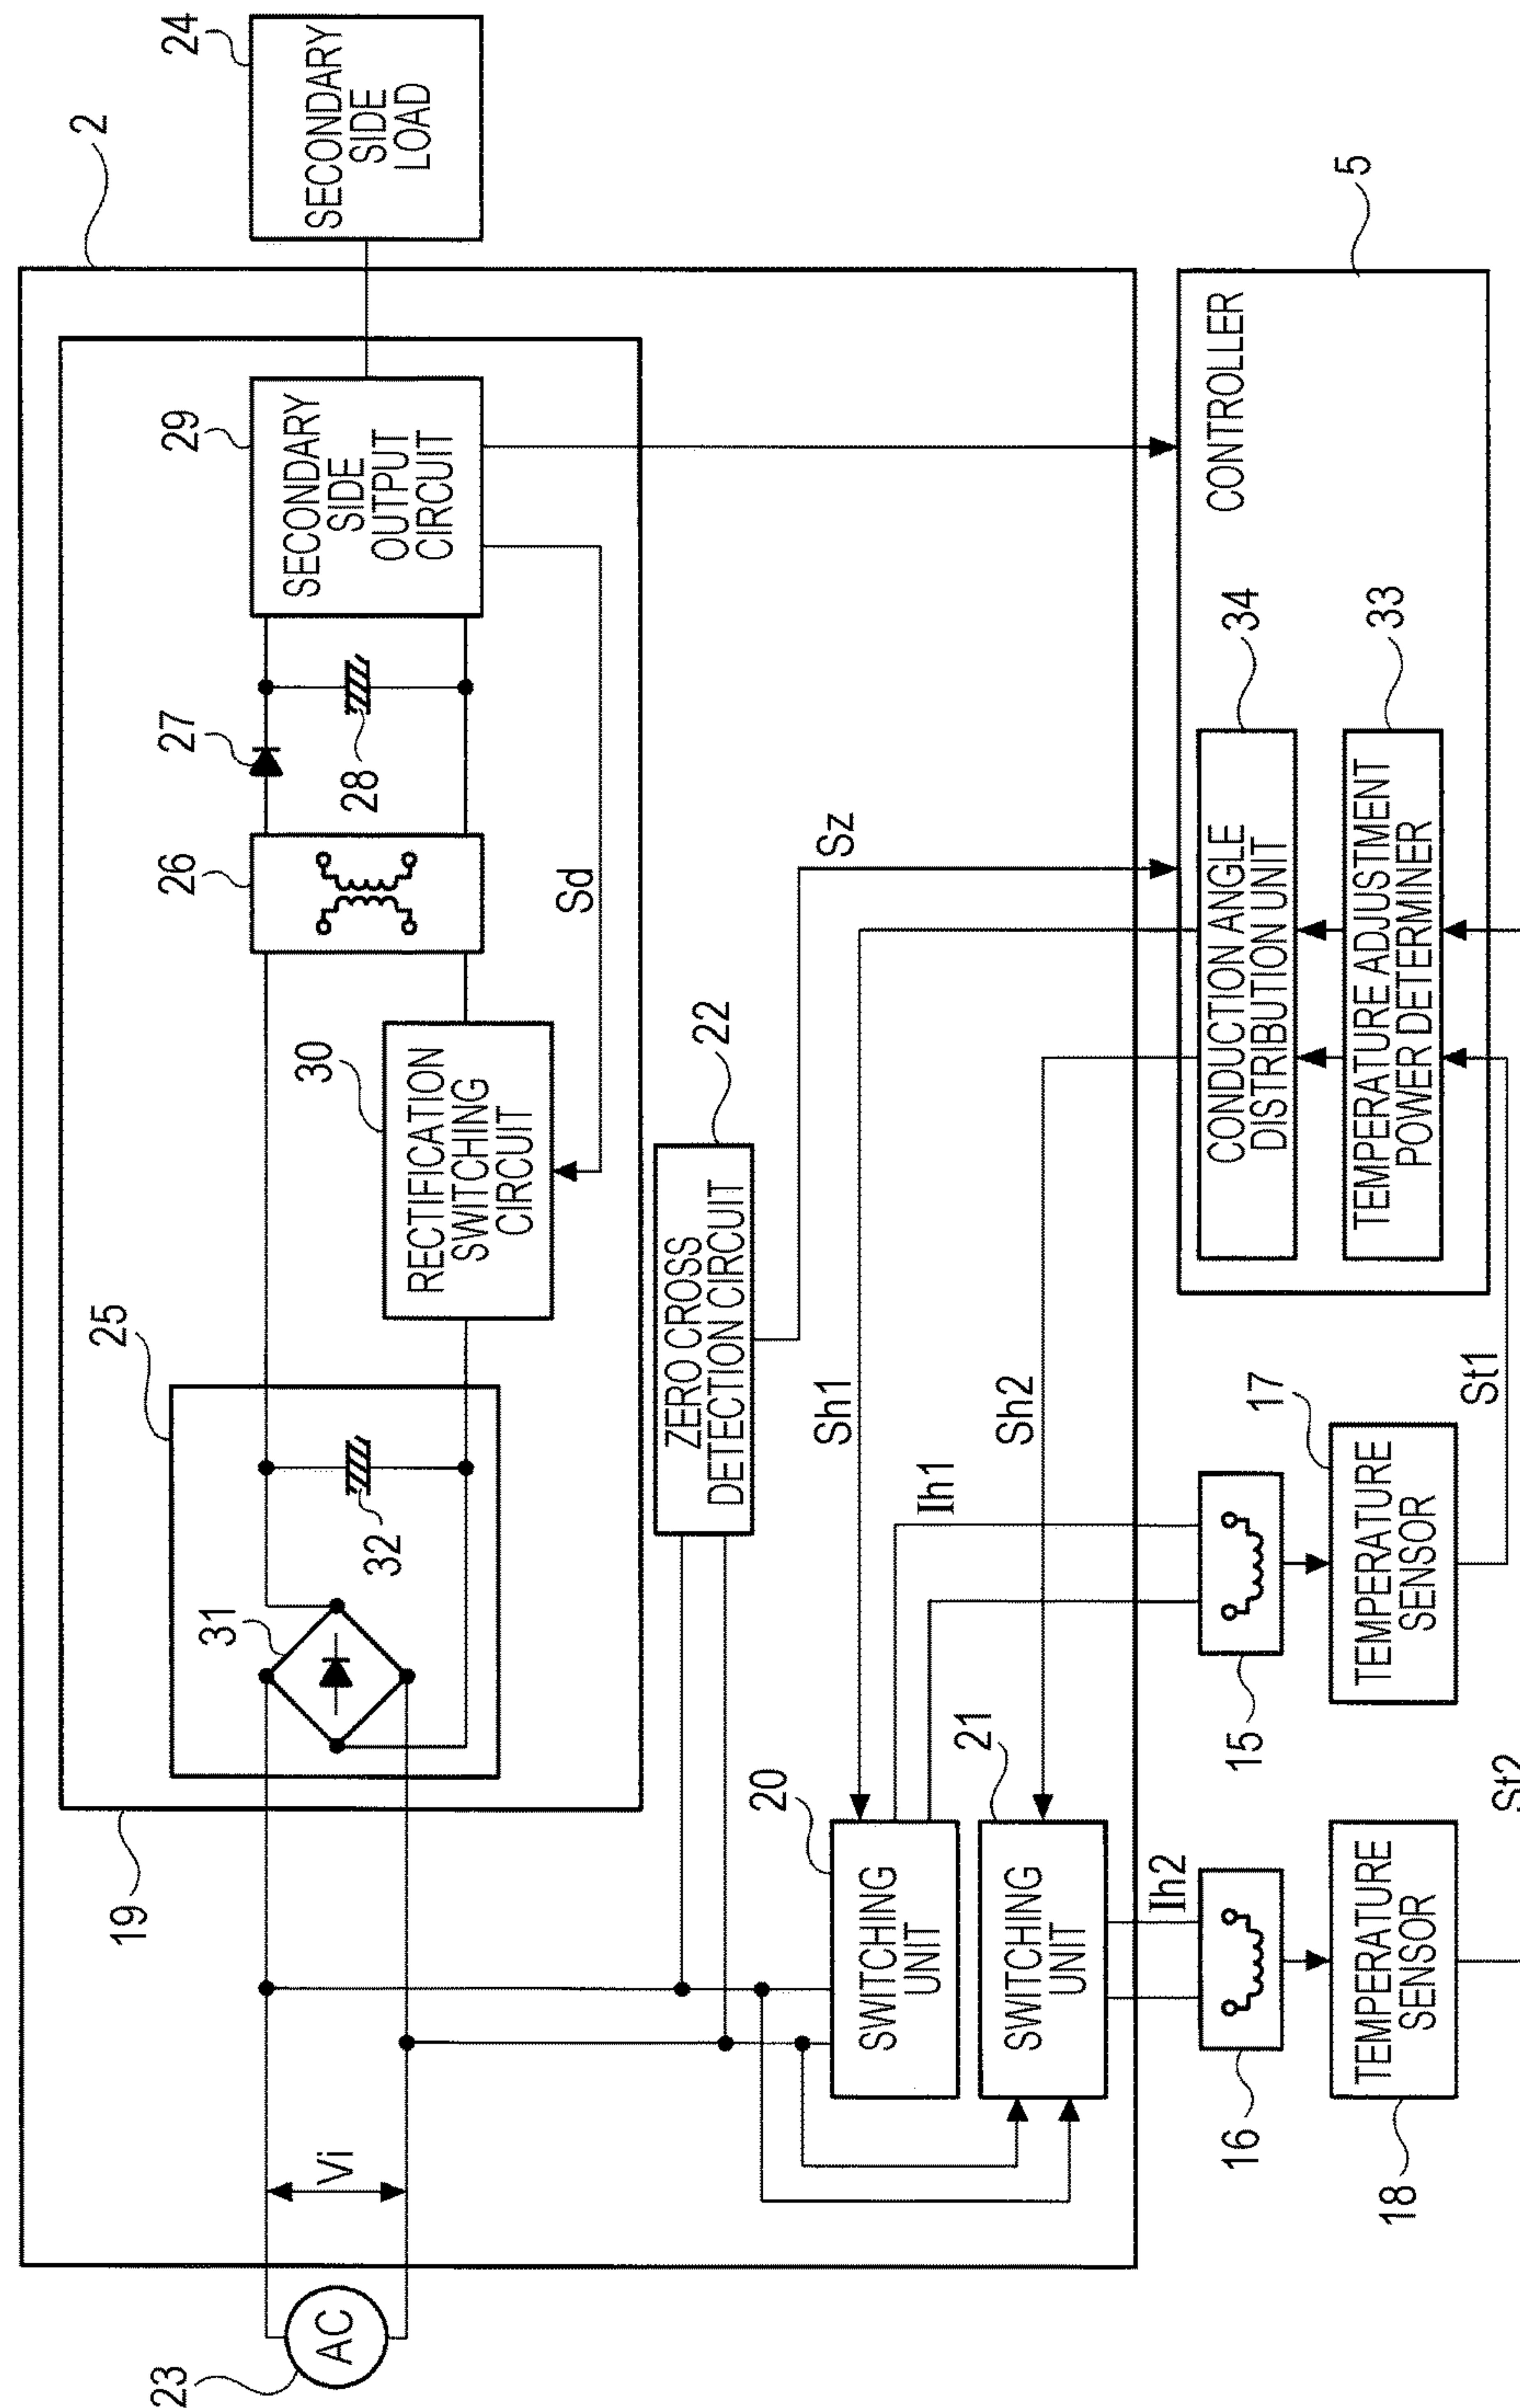 2
24
SECONDARY
SIDE
LOAD
29
SECONDARY
SIDE
OUTPUT
CIRCUIT
27
28
26
Sd
30
RECTIFICATION
SWITCHING
CIRCUIT
25
31
32
19
Vi
23
AC
22
ZERO CROSS
DETECTION CIRCUIT
Sz
Sh1
Sh2
Ih1
Ih2
20
SWITCHING
UNIT
21
SWITCHING
UNIT
5
CONTROLLER
34
CONDUCTION ANGLE
DISTRIBUTION UNIT
33
TEMPERATURE ADJUSTMENT
POWER DETERMINER
15
17
TEMPERATURE
SENSOR
St1
16
18
TEMPERATURE
SENSOR
St2